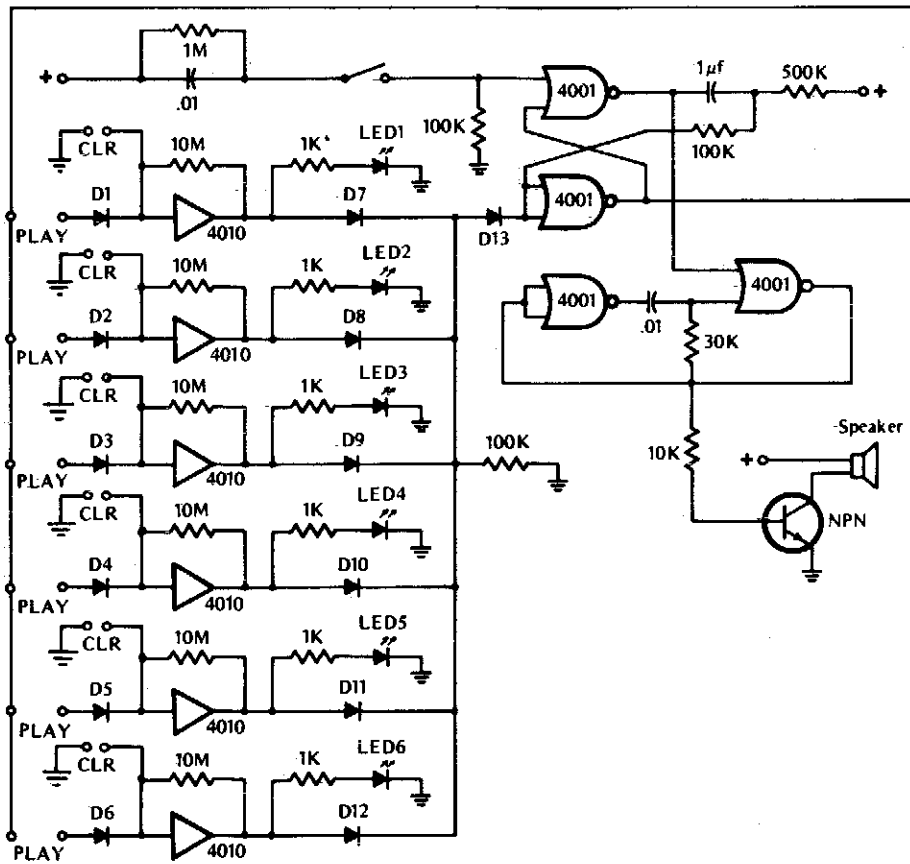 1M
.01
+
CLR
10M
1K
LED1
D1
D7
4010
PLAY
100K
4001
1µf
500K
+
100K
4001
D13
CLR
10M
1K
LED2
D2
D8
4010
PLAY
4001
.01
4001
30K
CLR
10M
1K
LED3
D3
D9
4010
PLAY
100K
10K
+
Speaker
NPN
CLR
10M
1K
LED4
D4
D10
4010
PLAY
CLR
10M
1K
LED5
D5
D11
4010
PLAY
CLR
10M
1K
LED6
D6
D12
4010
PLAY